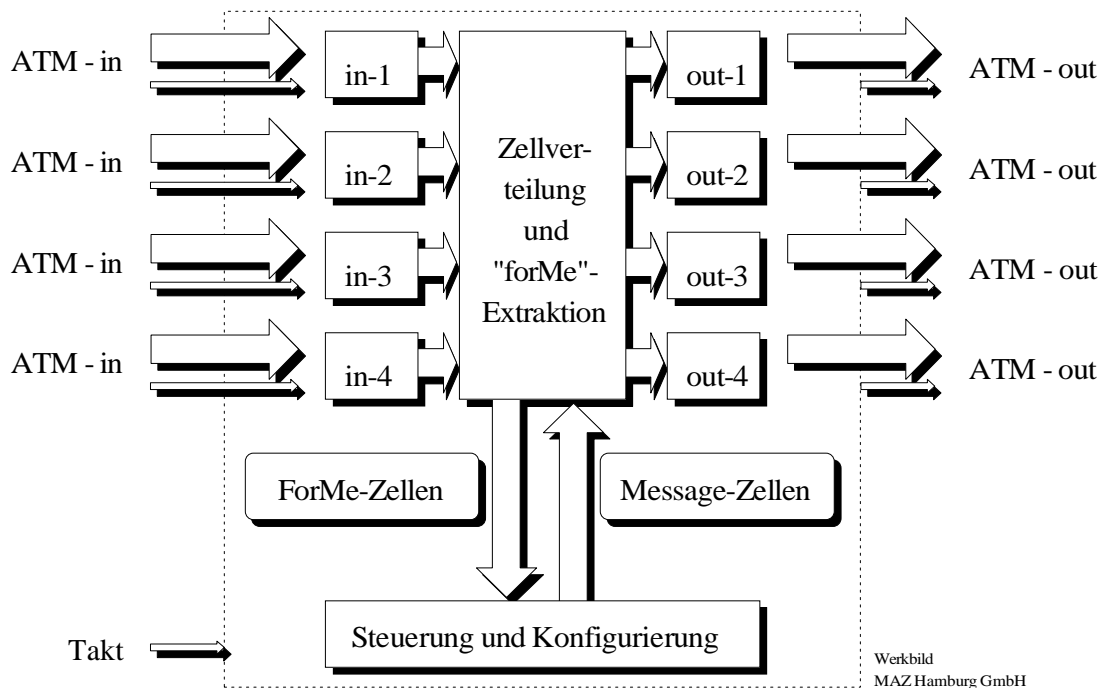 ATM - in
in-1
out-1
ATM - out
ATM - in
in-2
out-2
ATM - out
ATM - in
in-3
out-3
ATM - out
ATM - in
in-4
out-4
ATM - out
Zellver-
teilung
und
"forMe"-
Extraktion
ForMe-Zellen
Message-Zellen
Steuerung und Konfigurierung
Takt
Werkbild
MAZ Hamburg GmbH